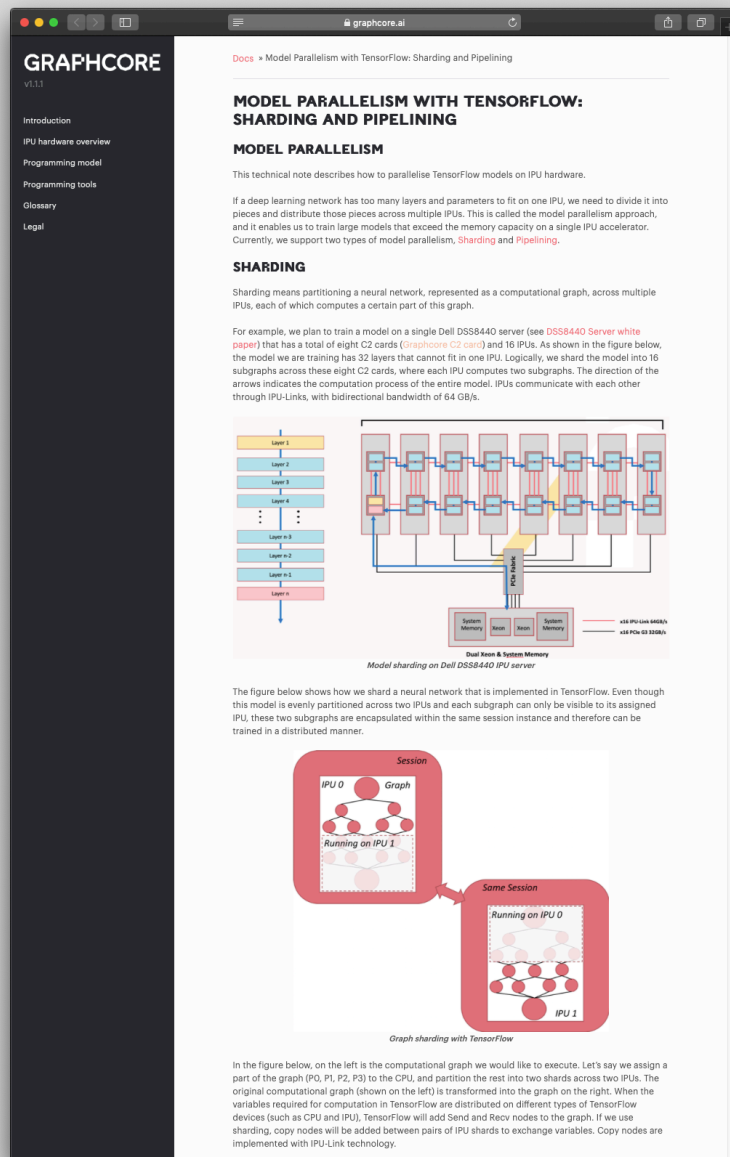 graphcore.ai
GRAPHCORE
v1.1.1
Introduction
IPU hardware overview
Programming model
Programming tools
Glossary
Legal
Docs » Model Parallelism with TensorFlow: Sharding and Pipelining
MODEL PARALLELISM WITH TENSORFLOW:
SHARDING AND PIPELINING
MODEL PARALLELISM
This technical note describes how to parallelise TensorFlow models on IPU hardware.
If a deep learning network has too many layers and parameters to fit on one IPU, we need to divide it into
pieces and distribute those pieces across multiple IPUs. This is called the model parallelism approach,
and it enables us to train large models that exceed the memory capacity on a single IPU accelerator.
Currently, we support two types of model parallelism, Sharding and Pipelining.
SHARDING
Sharding means partitioning a neural network, represented as a computational graph, across multiple
IPUs, each of which computes a certain part of this graph.
For example, we plan to train a model on a single Dell DSS8440 server (see DSS8440 Server white
paper) that has a total of eight C2 cards (Graphcore C2 card) and 16 IPUs. As shown in the figure below,
the model we are training has 32 layers that cannot fit in one IPU. Logically, we shard the model into 16
subgraphs across these eight C2 cards, where each IPU computes two subgraphs. The direction of the
arrows indicates the computation process of the entire model. IPUs communicate with each other
through IPU-Links, with bidirectional bandwidth of 64 GB/s.
Layer 1
Layer 2
Layer 3
Layer 4
Layer n-3
Layer n-2
Layer n-1
Layer n
PCIe Fabric
System Memory
Xeon
Xeon
System Memory
x16 IPU-Link 64GB/s
x16 PCIe G3 32GB/s
Dual Xeon & System Memory
Model sharding on Dell DSS8440 IPU server
The figure below shows how we shard a neural network that is implemented in TensorFlow. Even though
this model is evenly partitioned across two IPUs and each subgraph can only be visible to its assigned
IPU, these two subgraphs are encapsulated within the same session instance and therefore can be
trained in a distributed manner.
Session
IPU 0 Graph
Running on IPU 1
Same Session
Running on IPU 0
IPU 1
Graph sharding with TensorFlow
In the figure below, on the left is the computational graph we would like to execute. Let's say we assign a
part of the graph (P0, P1, P2, P3) to the CPU, and partition the rest into two shards across two IPUs. The
original computational graph (shown on the left) is transformed into the graph on the right. When the
variables required for computation in TensorFlow are distributed on different types of TensorFlow
devices (such as CPU and IPU), TensorFlow will add Send and Recv nodes to the graph. If we use
sharding, copy nodes will be added between pairs of IPU shards to exchange variables. Copy nodes are
implemented with IPU-Link technology.